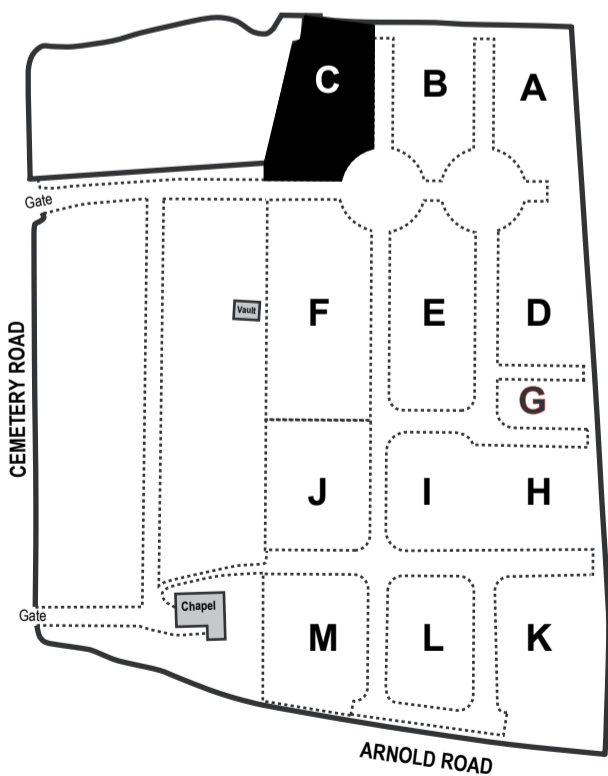 C
B
A
Gate
Vault
F
E
D
G
CEMETERY ROAD
J
I
H
Chapel
Gate
M
L
K
ARNOLD ROAD